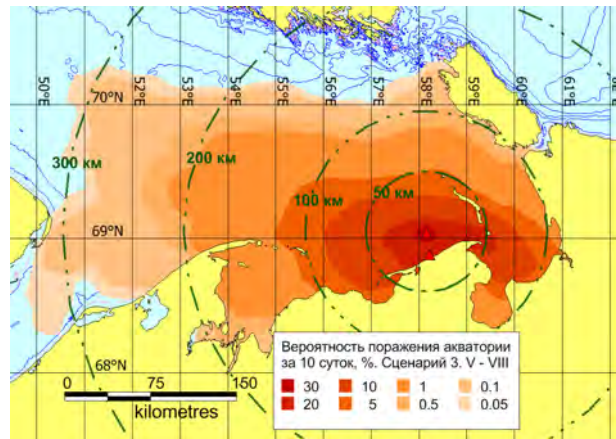 50°E
52°E
53°E
54°E
55°E
56°E
57°E
58°E
59°E
60°E
61°E
70°N
300 км
200 км
100 км
50 км
69°N
68°N
Вероятность поражения акватории
за 10 суток, %. Сценарий 3. V - VIII
30 10 1 0.1
20 5 0.5 0.05
0 75 150
kilometres